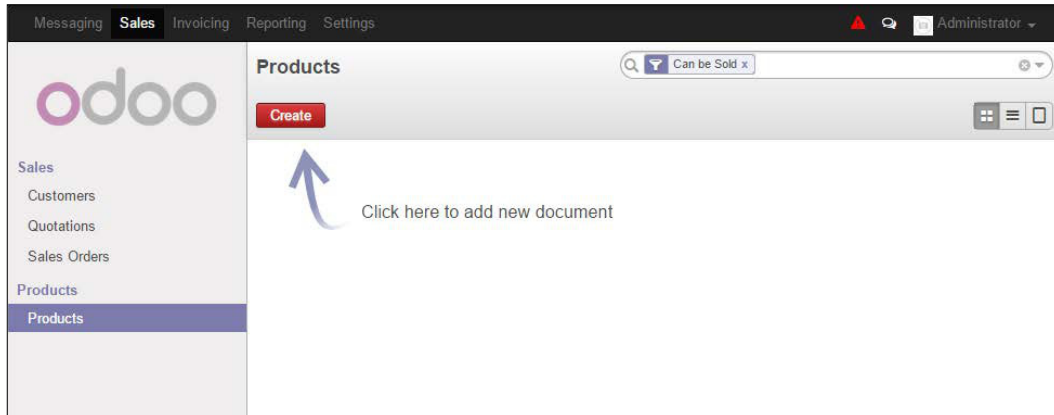 Messaging Sales Invoicing Reporting Settings Administrator
odoo
Products Can be Sold x
Create
Click here to add new document
Sales
Customers
Quotations
Sales Orders
Products
Products